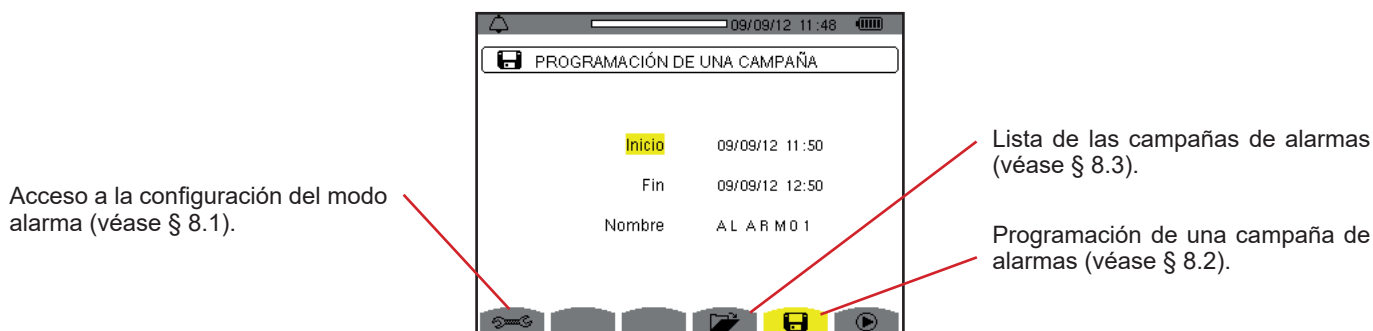 09/09/12 11:48
PROGRAMACIÓN DE UNA CAMPAÑA
Inicio 09/09/12 11:50
Fin 09/09/12 12:50
Nombre ALARM01
Acceso a la configuración del modo
alarma (véase § 8.1).
Lista de las campañas de alarmas
(véase § 8.3).
Programación de una campaña de
alarmas (véase § 8.2).